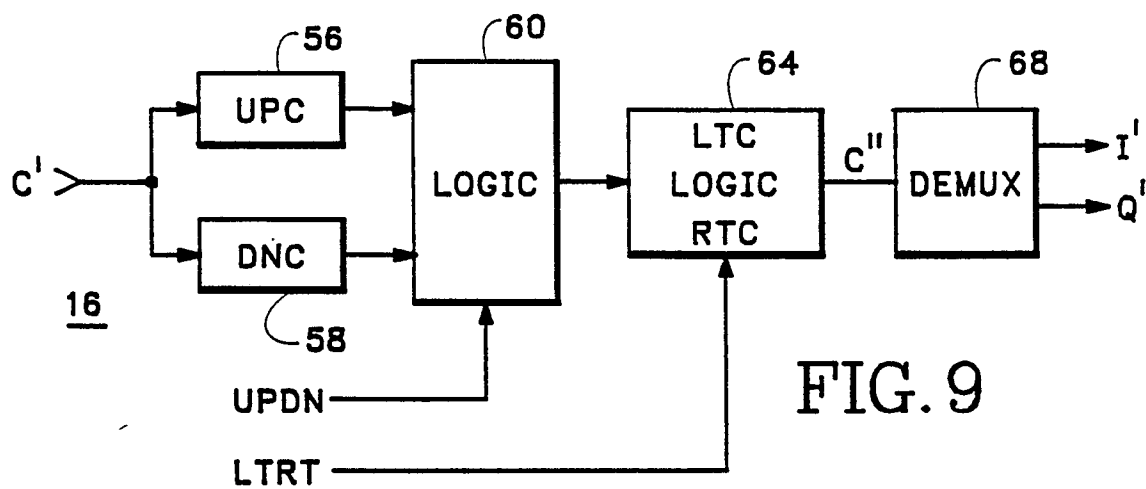 56
60
UPC
64
68
LTC
C'
LOGIC
LOGIC
C"
DEMUX
I'
Q'
RTC
DNC
16
58
UPDN
FIG. 9
LTRT